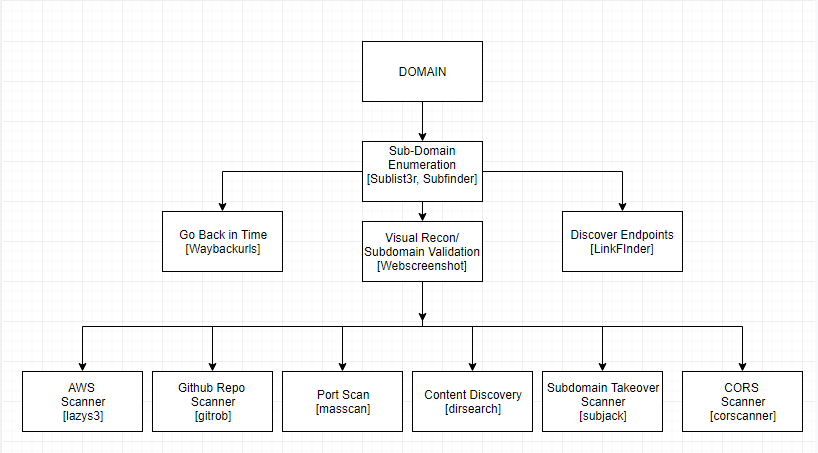 DOMAIN
Sub-Domain
Enumeration
[Sublist3r, Subfinder]
Go Back in Time
[Waybackurls]
Visual Recon/
Subdomain Validation
[Webscreenshot]
Discover Endpoints
[LinkFInder]
AWS
Scanner
[lazys3]
Github Repo
Scanner
[gitrob]
Port Scan
[masscan]
Content Discovery
[dirsearch]
Subdomain Takeover
Scanner
[subjack]
CORS
Scanner
[corscanner]